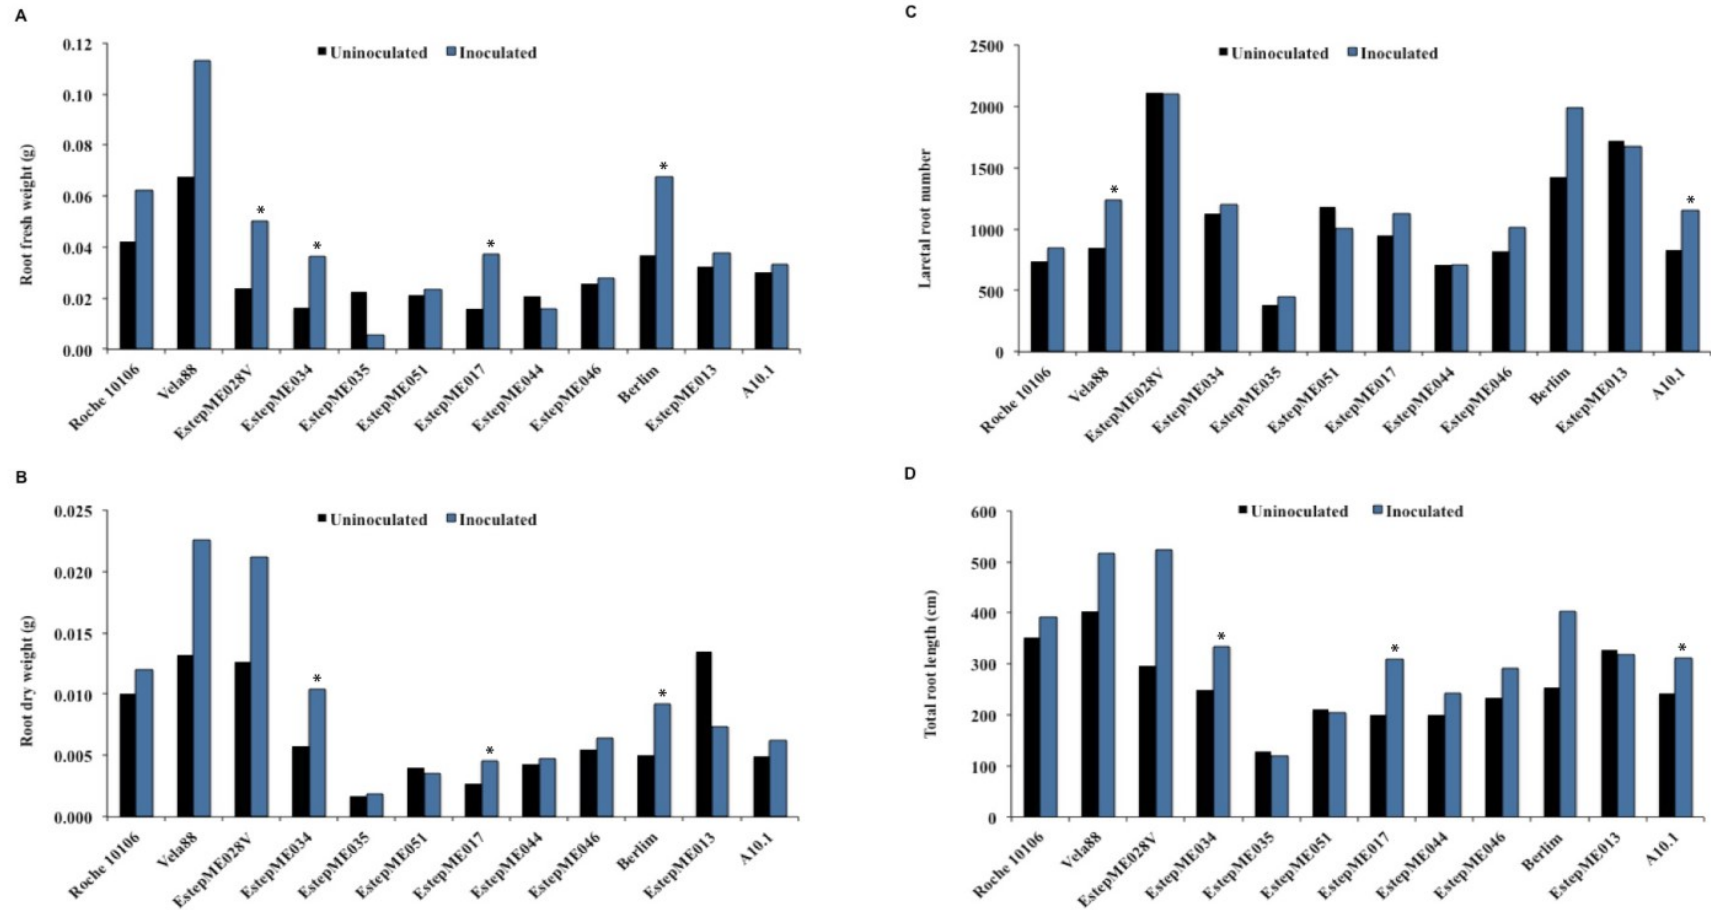 A
Root fresh weight (g)
Uninoculated Inoculated
0.12
0.10
0.08
0.06
0.04
0.02
0.00
* * * *
Roche 10106 Vela88 EstepME028V EstepME034 EstepME035 EstepME051 EstepME017 EstepME044 EstepME046 Berlim EstepME013 A10.1
B
Root dry weight (g)
Uninoculated Inoculated
0.025
0.020
0.015
0.010
0.005
0.000
* * *
Roche 10106 Vela88 EstepME028V EstepME034 EstepME035 EstepME051 EstepME017 EstepME044 EstepME046 Berlim EstepME013 A10.1
C
Laretal root number
Uninoculated Inoculated
2500
2000
1500
1000
500
0
* *
Roche 10106 Vela88 EstepME028V EstepME034 EstepME035 EstepME051 EstepME017 EstepME044 EstepME046 Berlim EstepME013 A10.1
D
Total root length (cm)
Uninoculated Inoculated
600
500
400
300
200
100
0
* * *
Roche 10106 Vela88 EstepME028V EstepME034 EstepME035 EstepME051 EstepME017 EstepME044 EstepME046 Berlim EstepME013 A10.1